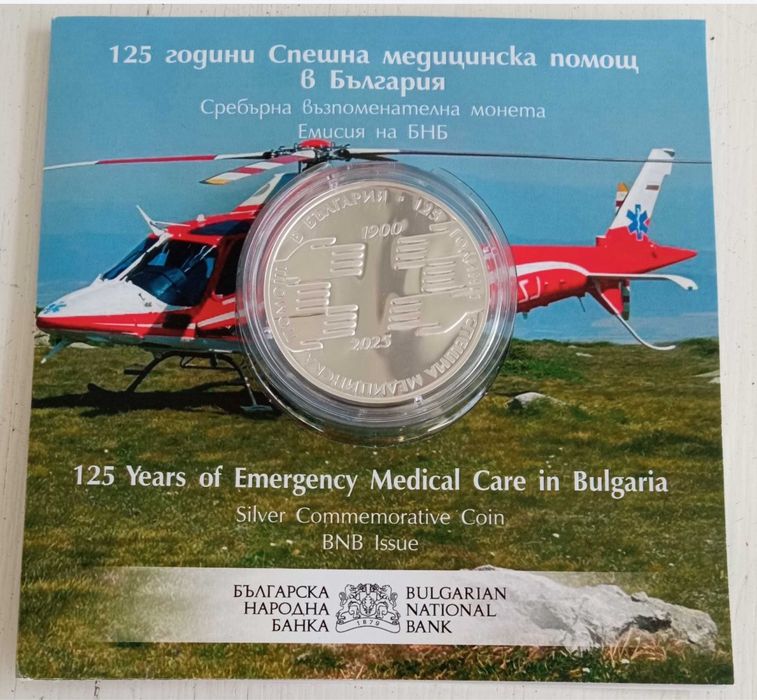 125 години Спешна медицинска помощ
в България
Сребърна възпоменателна монета
Емисия на БНБ
125 ГОДИНИ СПЕШНА МЕДИЦИНСКА ПОМОЩ В БЪЛГАРИЯ
1900
2025
125 Years of Emergency Medical Care in Bulgaria
Silver Commemorative Coin
BNB Issue
БЪЛГАРСКА
НАРОДНА
БАНКА
1879
BULGARIAN
NATIONAL
BANK